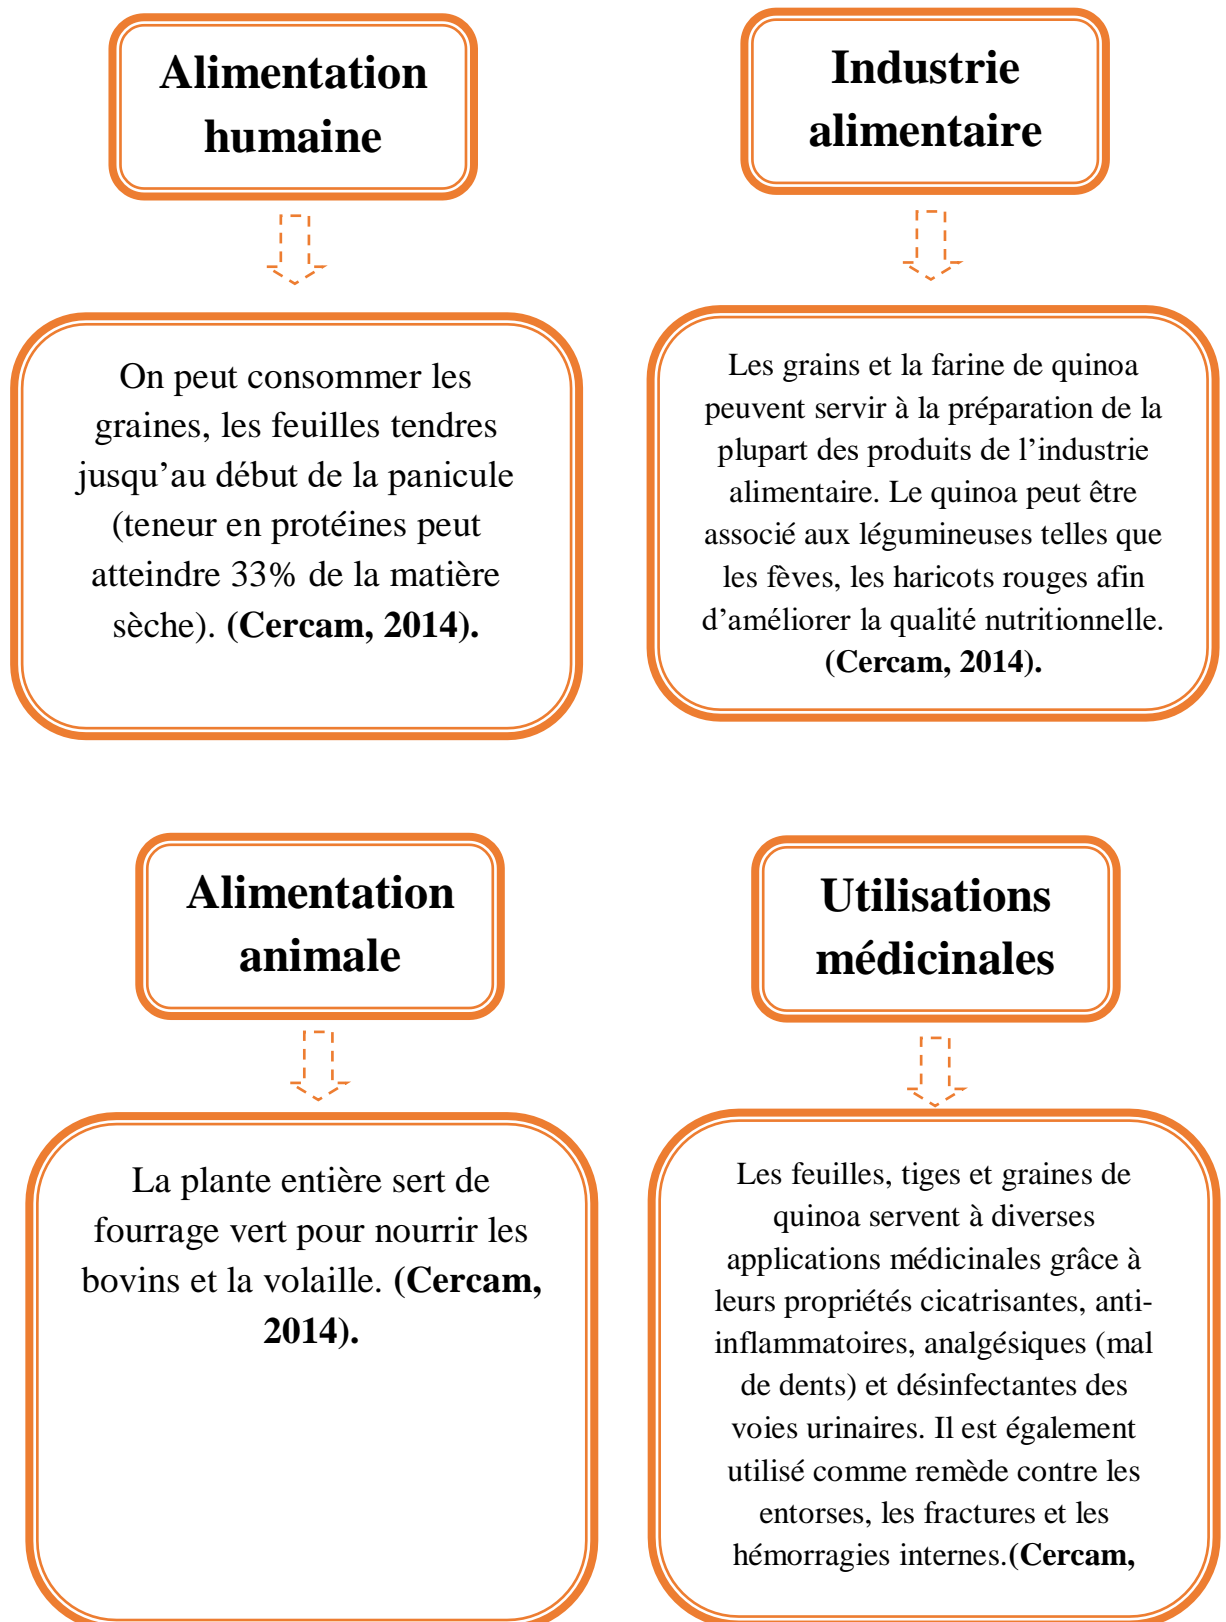 Alimentation
humaine
On peut consommer les
graines, les feuilles tendres
jusqu’au début de la panicule
(teneur en protéines peut
atteindre 33% de la matière
sèche). (Cercam, 2014).
Industrie
alimentaire
Les grains et la farine de quinoa
peuvent servir à la préparation de la
plupart des produits de l’industrie
alimentaire. Le quinoa peut être
associé aux légumineuses telles que
les fèves, les haricots rouges afin
d’améliorer la qualité nutritionnelle.
(Cercam, 2014).
Alimentation
animale
La plante entière sert de
fourrage vert pour nourrir les
bovins et la volaille. (Cercam,
2014).
Utilisations
médicinales
Les feuilles, tiges et graines de
quinoa servent à diverses
applications médicinales grâce à
leurs propriétés cicatrisantes, anti-
inflammatoires, analgésiques (mal
de dents) et désinfectantes des
voies urinaires. Il est également
utilisé comme remède contre les
entorses, les fractures et les
hémorragies internes.(Cercam,